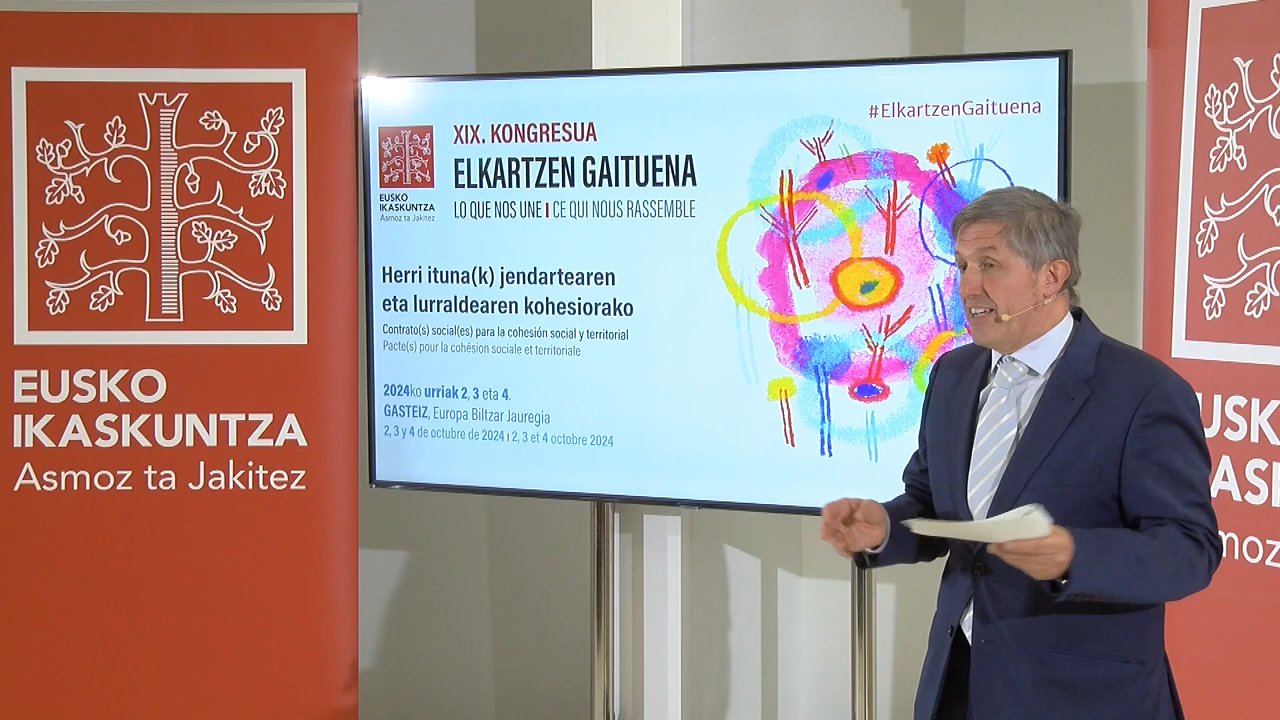 EUSKO
IKASKUNTZA
Asmoz ta Jakitez
#ElkartzenGaituena
XIX. KONGRESUA
ELKARTZEN GAITUENA
LO QUE NOS UNE I CE QUI NOUS RASSEMBLE
EUSKO
IKASKUNTZA
Asmoz ta Jakitez
Herri ituna(k) jendartearen
eta lurraldearen kohesiorako
Contrato(s) social(es) para la cohesión social y territorial
Pacte(s) pour la cohésion sociale et territoriale
2024ko urriak 2, 3 eta 4.
GASTEIZ, Europa Biltzar Jauregia
2, 3 y 4 de octubre de 2024 I 2, 3 et 4 octobre 2024